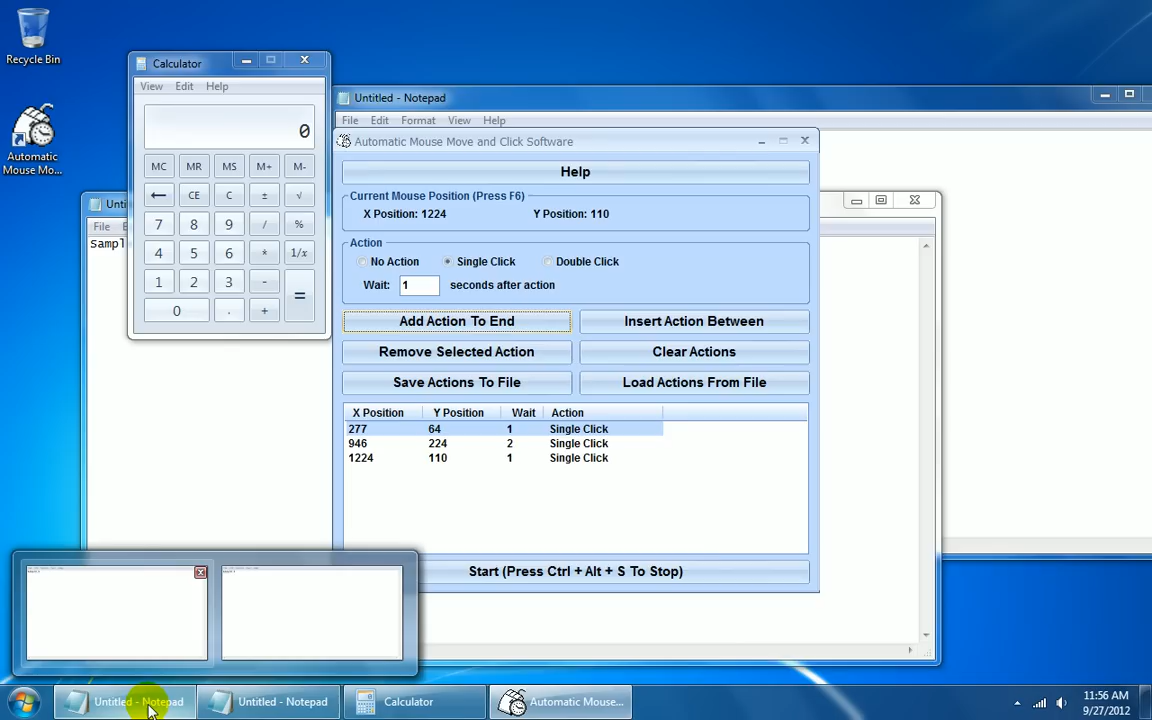 Recycle Bin
Automatic
Mouse Mo...
Calculator
View Edit Help
0
MC MR MS M+ M-
← CE C ± √
7 8 9 / %
4 5 6 * 1/x
1 2 3 - =
0 . +
Untitled - Notepad
File Edit Format View Help
Unti
File E
Sampl
Automatic Mouse Move and Click Software
Help
Current Mouse Position (Press F6)
X Position: 1224 Y Position: 110
Action
No Action Single Click Double Click
Wait: 1 seconds after action
Add Action To End Insert Action Between
Remove Selected Action Clear Actions
Save Actions To File Load Actions From File
X Position Y Position Wait Action
277 64 1 Single Click
946 224 2 Single Click
1224 110 1 Single Click
Start (Press Ctrl + Alt + S To Stop)
Untitled - Notepad Untitled - Notepad Calculator Automatic Mouse...
11:56 AM
9/27/2012